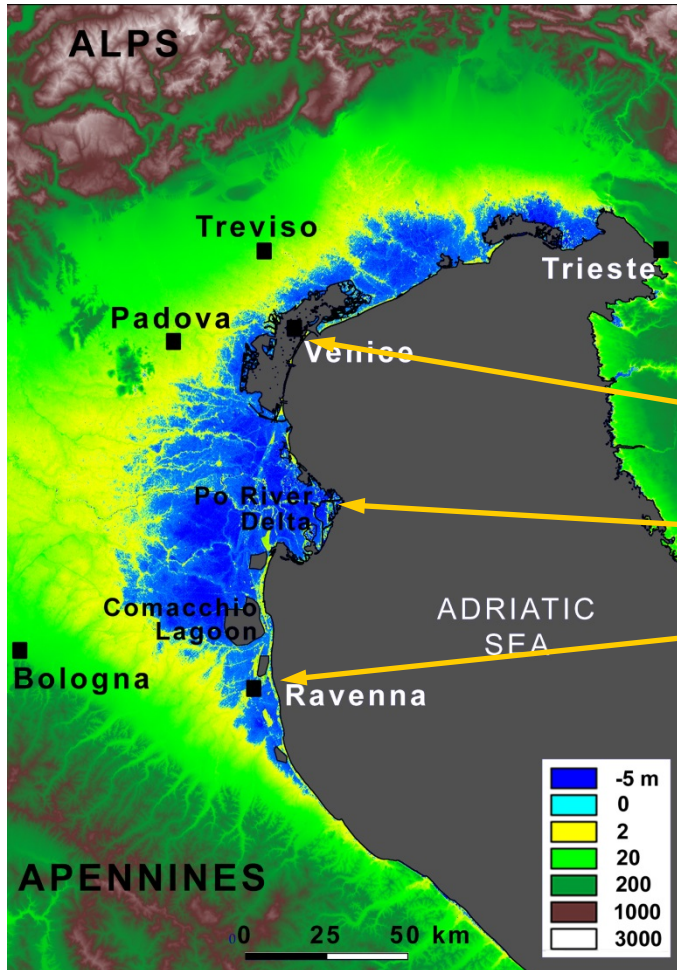 ALPS
Treviso
Trieste
Padova
Venice
Po River
Delta
Comacchio
Lagoon
ADRIATIC
SEA
Bologna
Ravenna
APENNINES
-5 m
0
2
20
200
1000
3000
0 0 25 50 km